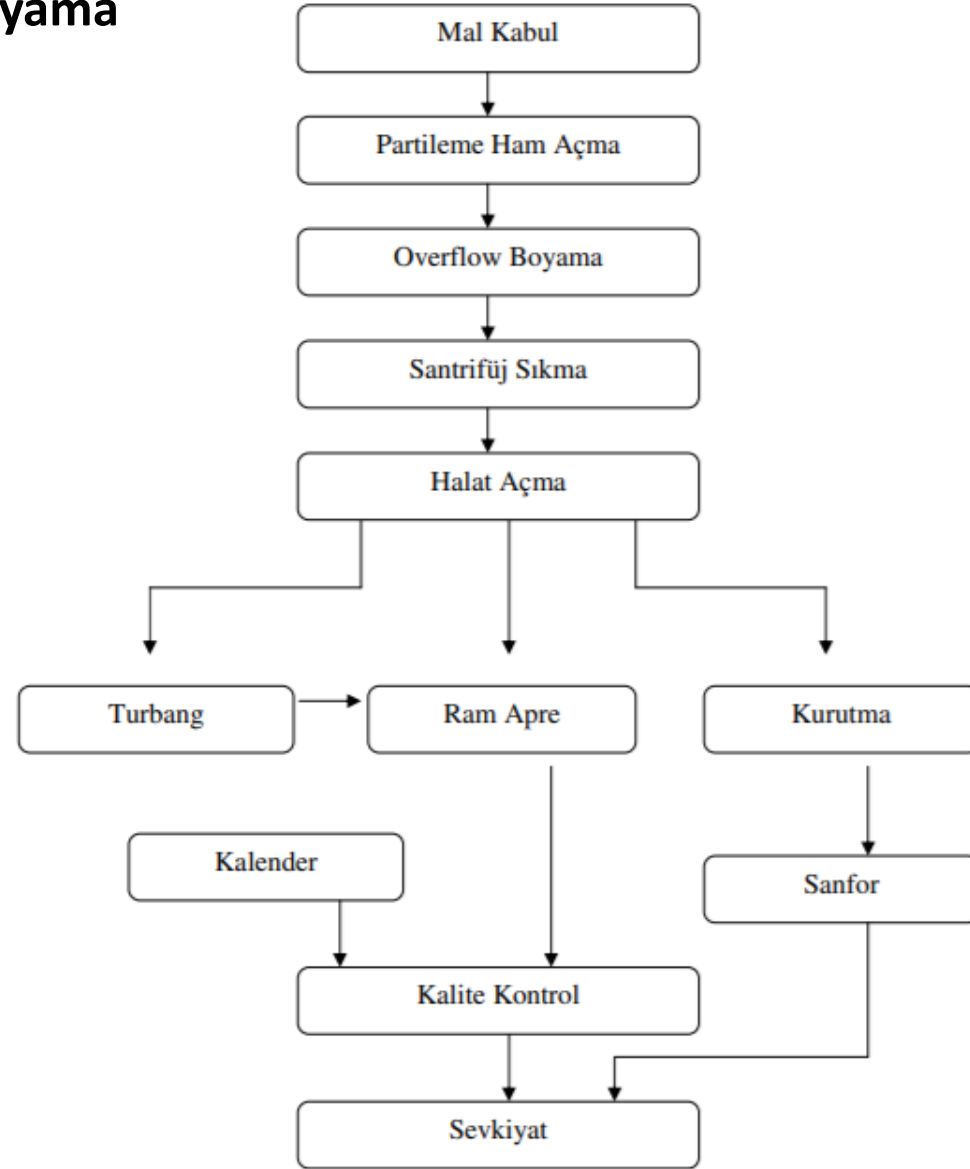 yama
Mal Kabul
Partileme Ham Açma
Overflow Boyama
Santrifüj Sıkma
Halat Açma
Turbang
Ram Apre
Kurutma
Kalender
Sanfor
Kalite Kontrol
Sevkiyat